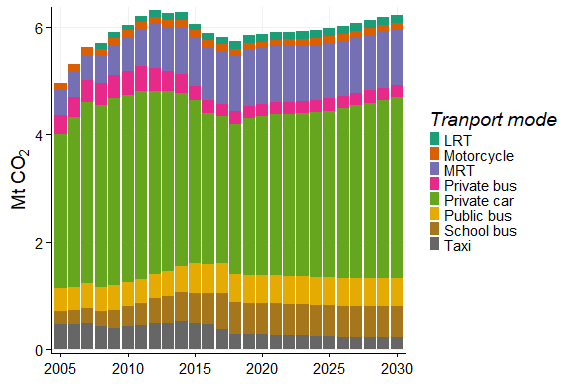 Mt CO2
6
4
2
0
2005
2010
2015
2020
2025
2030
Tranport mode
LRT
Motorcycle
MRT
Private bus
Private car
Public bus
School bus
Taxi